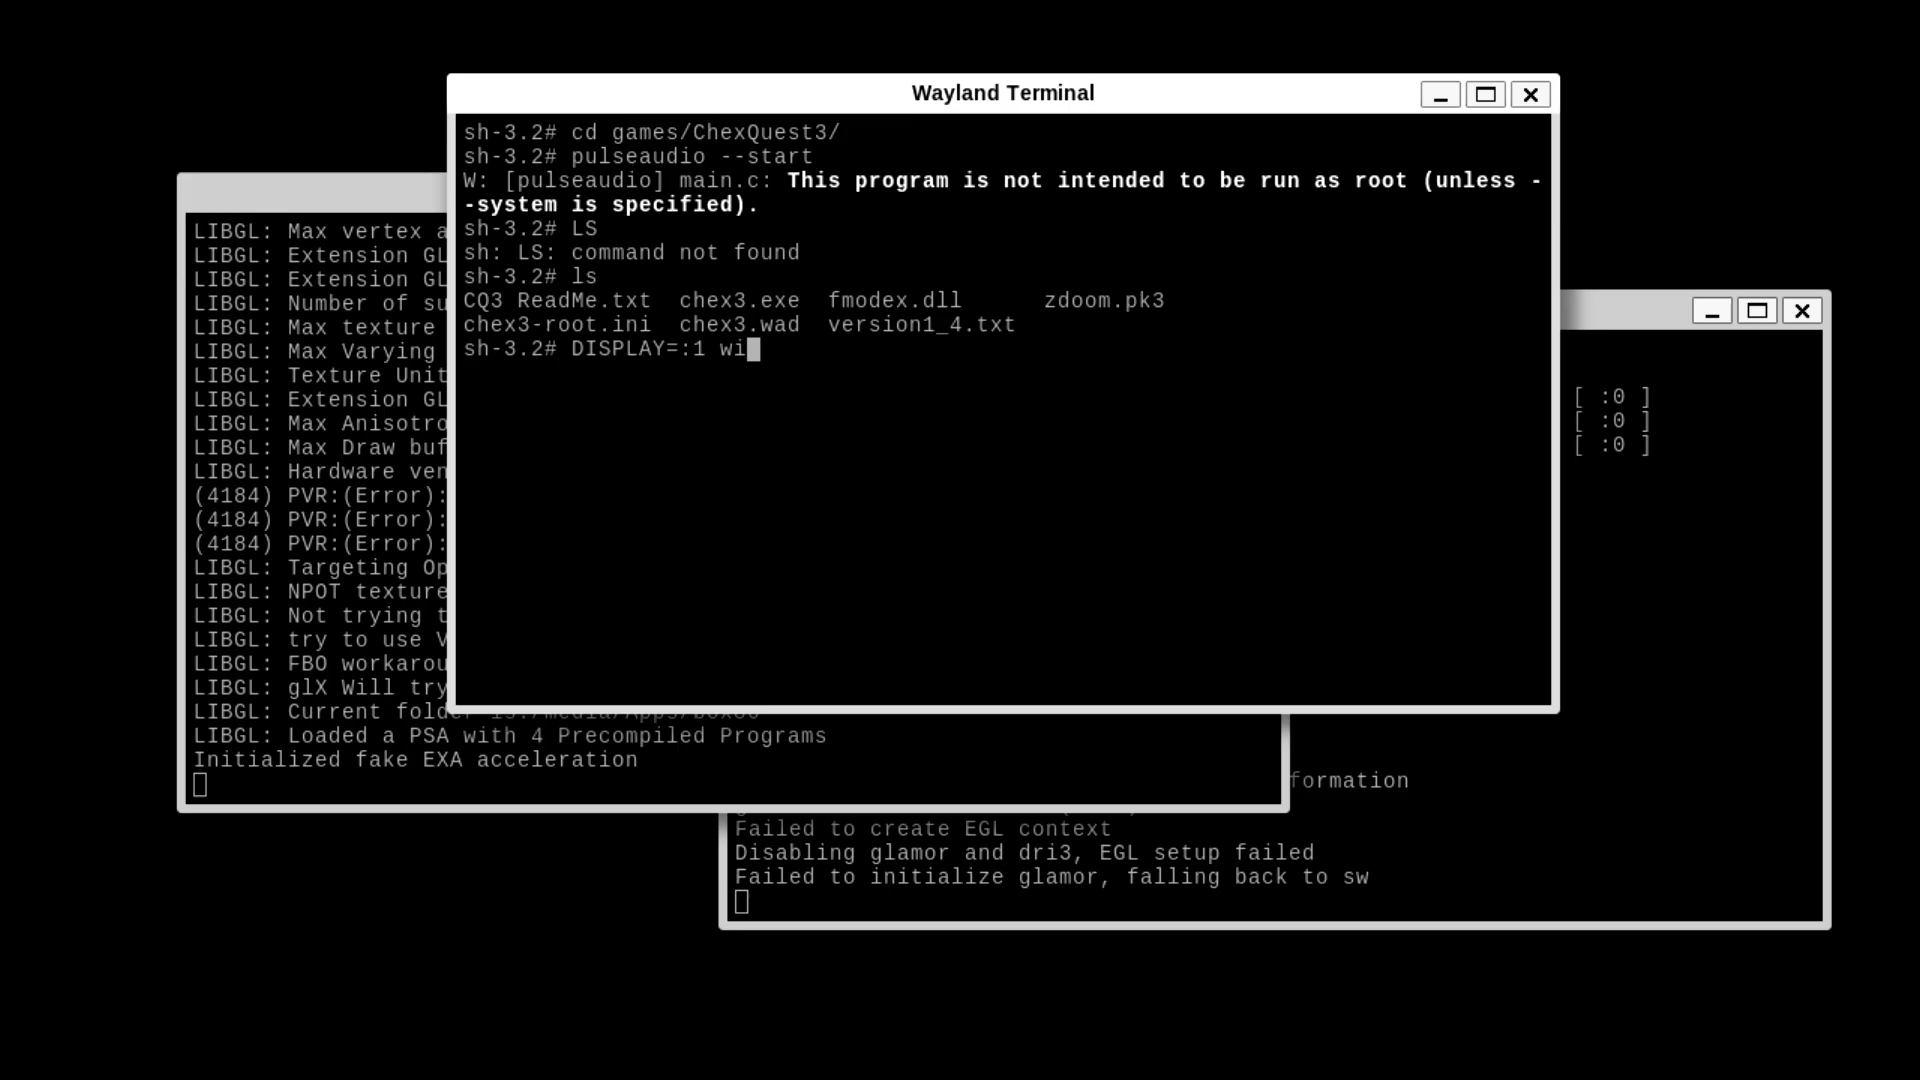 Wayland Terminal
sh-3.2# cd games/ChexQuest3/
sh-3.2# pulseaudio --start
W: [pulseaudio] main.c: This program is not intended to be run as root (unless -
-system is specified).
sh-3.2# LS
sh: LS: command not found
sh-3.2# ls
CQ3 ReadMe.txt  chex3.exe  fmodex.dll      zdoom.pk3
chex3-root.ini  chex3.wad  version1_4.txt
sh-3.2# DISPLAY=:1 wi
LIBGL: Max vertex a
LIBGL: Extension GL
LIBGL: Extension GL
LIBGL: Number of su
LIBGL: Max texture
LIBGL: Max Varying
LIBGL: Texture Unit
LIBGL: Extension GL
LIBGL: Max Anisotro
LIBGL: Max Draw buf
LIBGL: Hardware ven
(4184) PVR:(Error):
(4184) PVR:(Error):
(4184) PVR:(Error):
LIBGL: Targeting Op
LIBGL: NPOT texture
LIBGL: Not trying t
LIBGL: try to use V
LIBGL: FBO workarou
LIBGL: glX Will try
LIBGL: Current folder
LIBGL: Loaded a PSA with 4 Precompiled Programs
Initialized fake EXA acceleration
[ :0 ]
[ :0 ]
[ :0 ]
formation
Failed to create EGL context
Disabling glamor and dri3, EGL setup failed
Failed to initialize glamor, falling back to sw